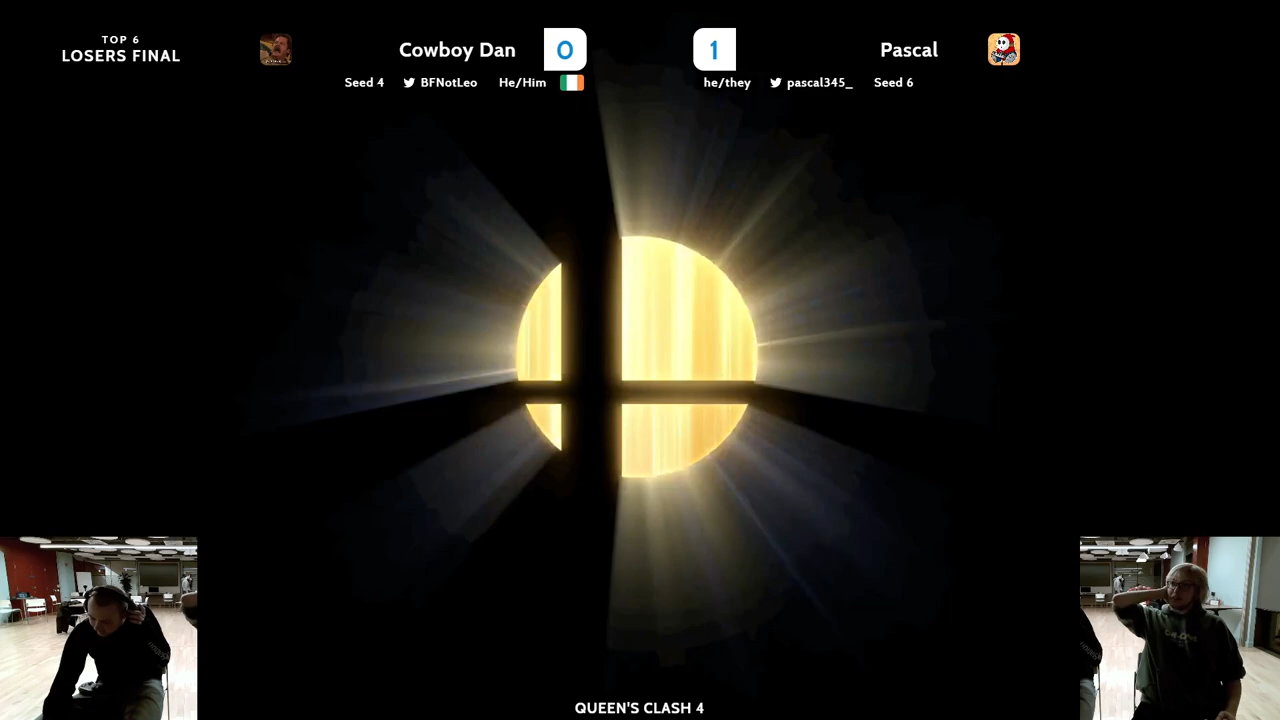 TOP 6
LOSERS FINAL
Cowboy Dan 0
1 Pascal
Seed 4 BFNotLeo He/Him
he/they pascal345_ Seed 6
QUEEN'S CLASH 4